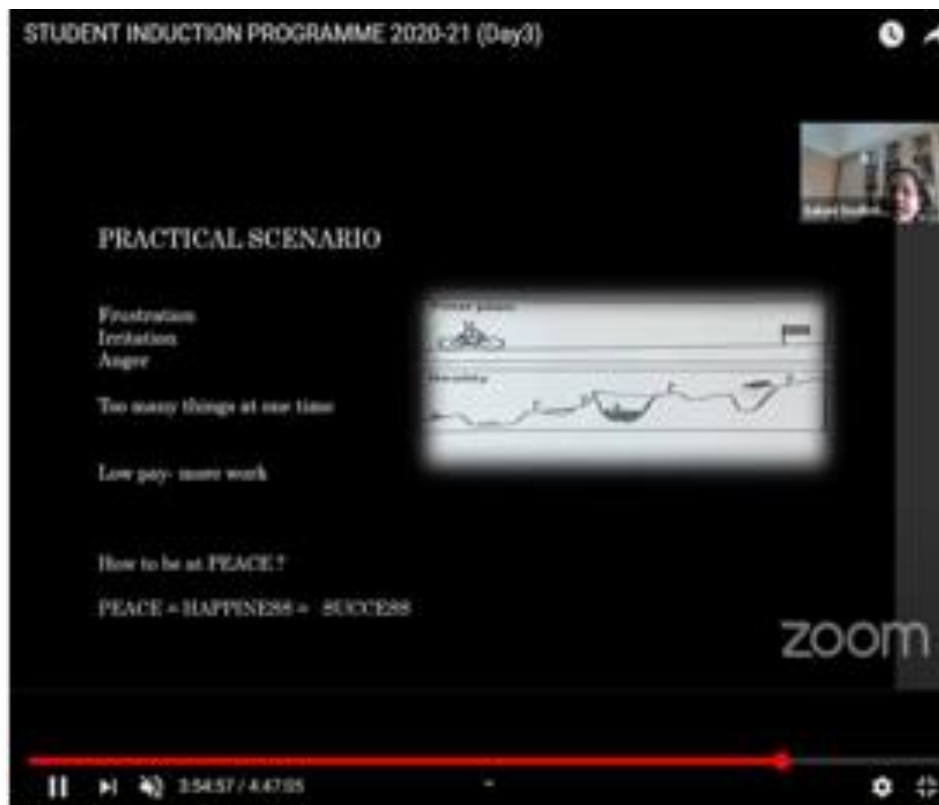 STUDENT INDUCTION PROGRAMME 2020-21 (Day3)
PRACTICAL SCENARIO
Frustration
Irritation
Anger
Too many things at one time
Low pay- more work
How to be at PEACE ?
PEACE = HAPPINESS = SUCCESS
zoom
3:54:57 / 4:47:05